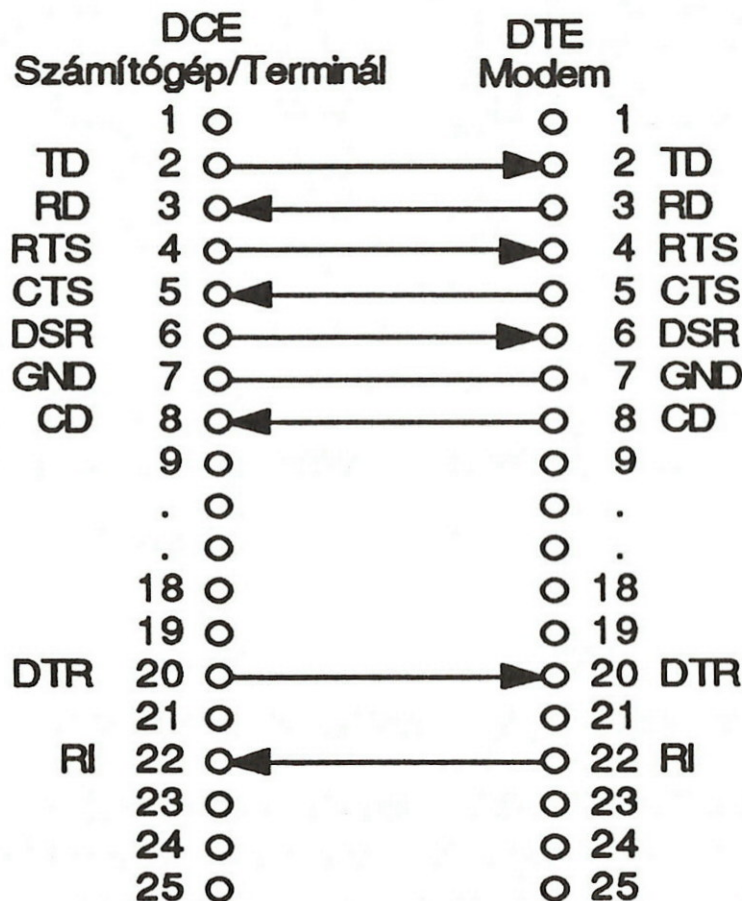 DCE DTE
Számítógép/Terminál Modem
1 1
TD 2 2 TD
RD 3 3 RD
RTS 4 4 RTS
CTS 5 5 CTS
DSR 6 6 DSR
GND 7 7 GND
CD 8 8 CD
9 9
. .
. .
18 18
19 19
DTR 20 20 DTR
21 21
RI 22 22 RI
23 23
24 24
25 25